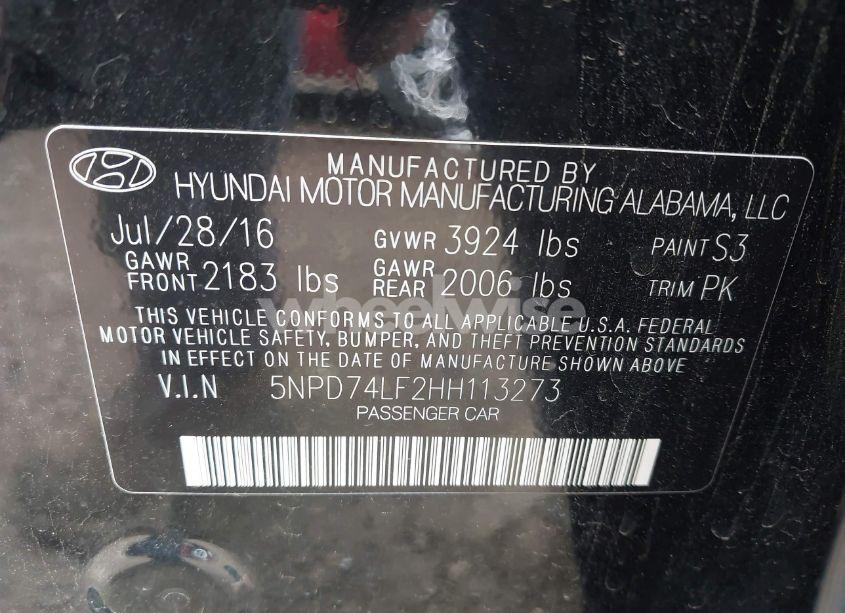 MANUFACTURED BY
HYUNDAI MOTOR MANUFACTURING ALABAMA, LLC
Jul/28/16 GVWR 3924 lbs PAINT S3
GAWR FRONT 2183 lbs GAWR REAR 2006 lbs TRIM PK
wheelwise
THIS VEHICLE CONFORMS TO ALL APPLICABLE U.S.A. FEDERAL
MOTOR VEHICLE SAFETY, BUMPER, AND THEFT PREVENTION STANDARDS
IN EFFECT ON THE DATE OF MANUFACTURE SHOWN ABOVE
V.I.N 5NPD74LF2HH113273
PASSENGER CAR